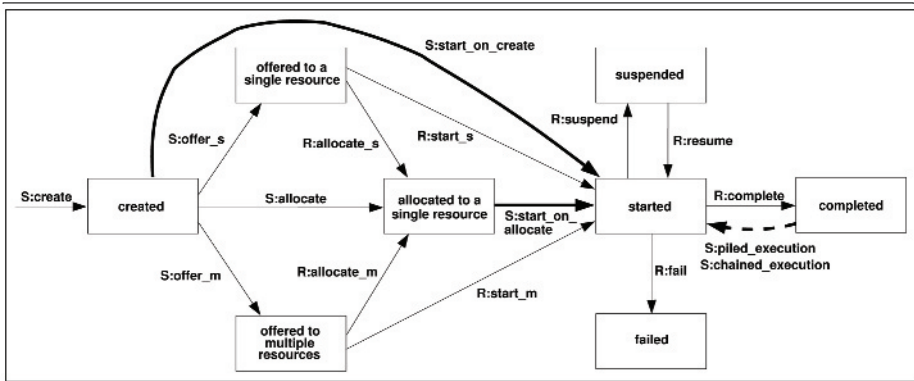 S:start_on_create
offered to a
single resource
suspended
R:suspend
R:resume
S:offer_s
R:allocate_s
R:start_s
S:create
created
S:allocate
allocated to a
single resource
S:start_on_
allocate
started
R:complete
completed
S:piled_execution
S:chained_execution
S:offer_m
R:allocate_m
R:start_m
R:fail
offered to
multiple
resources
failed